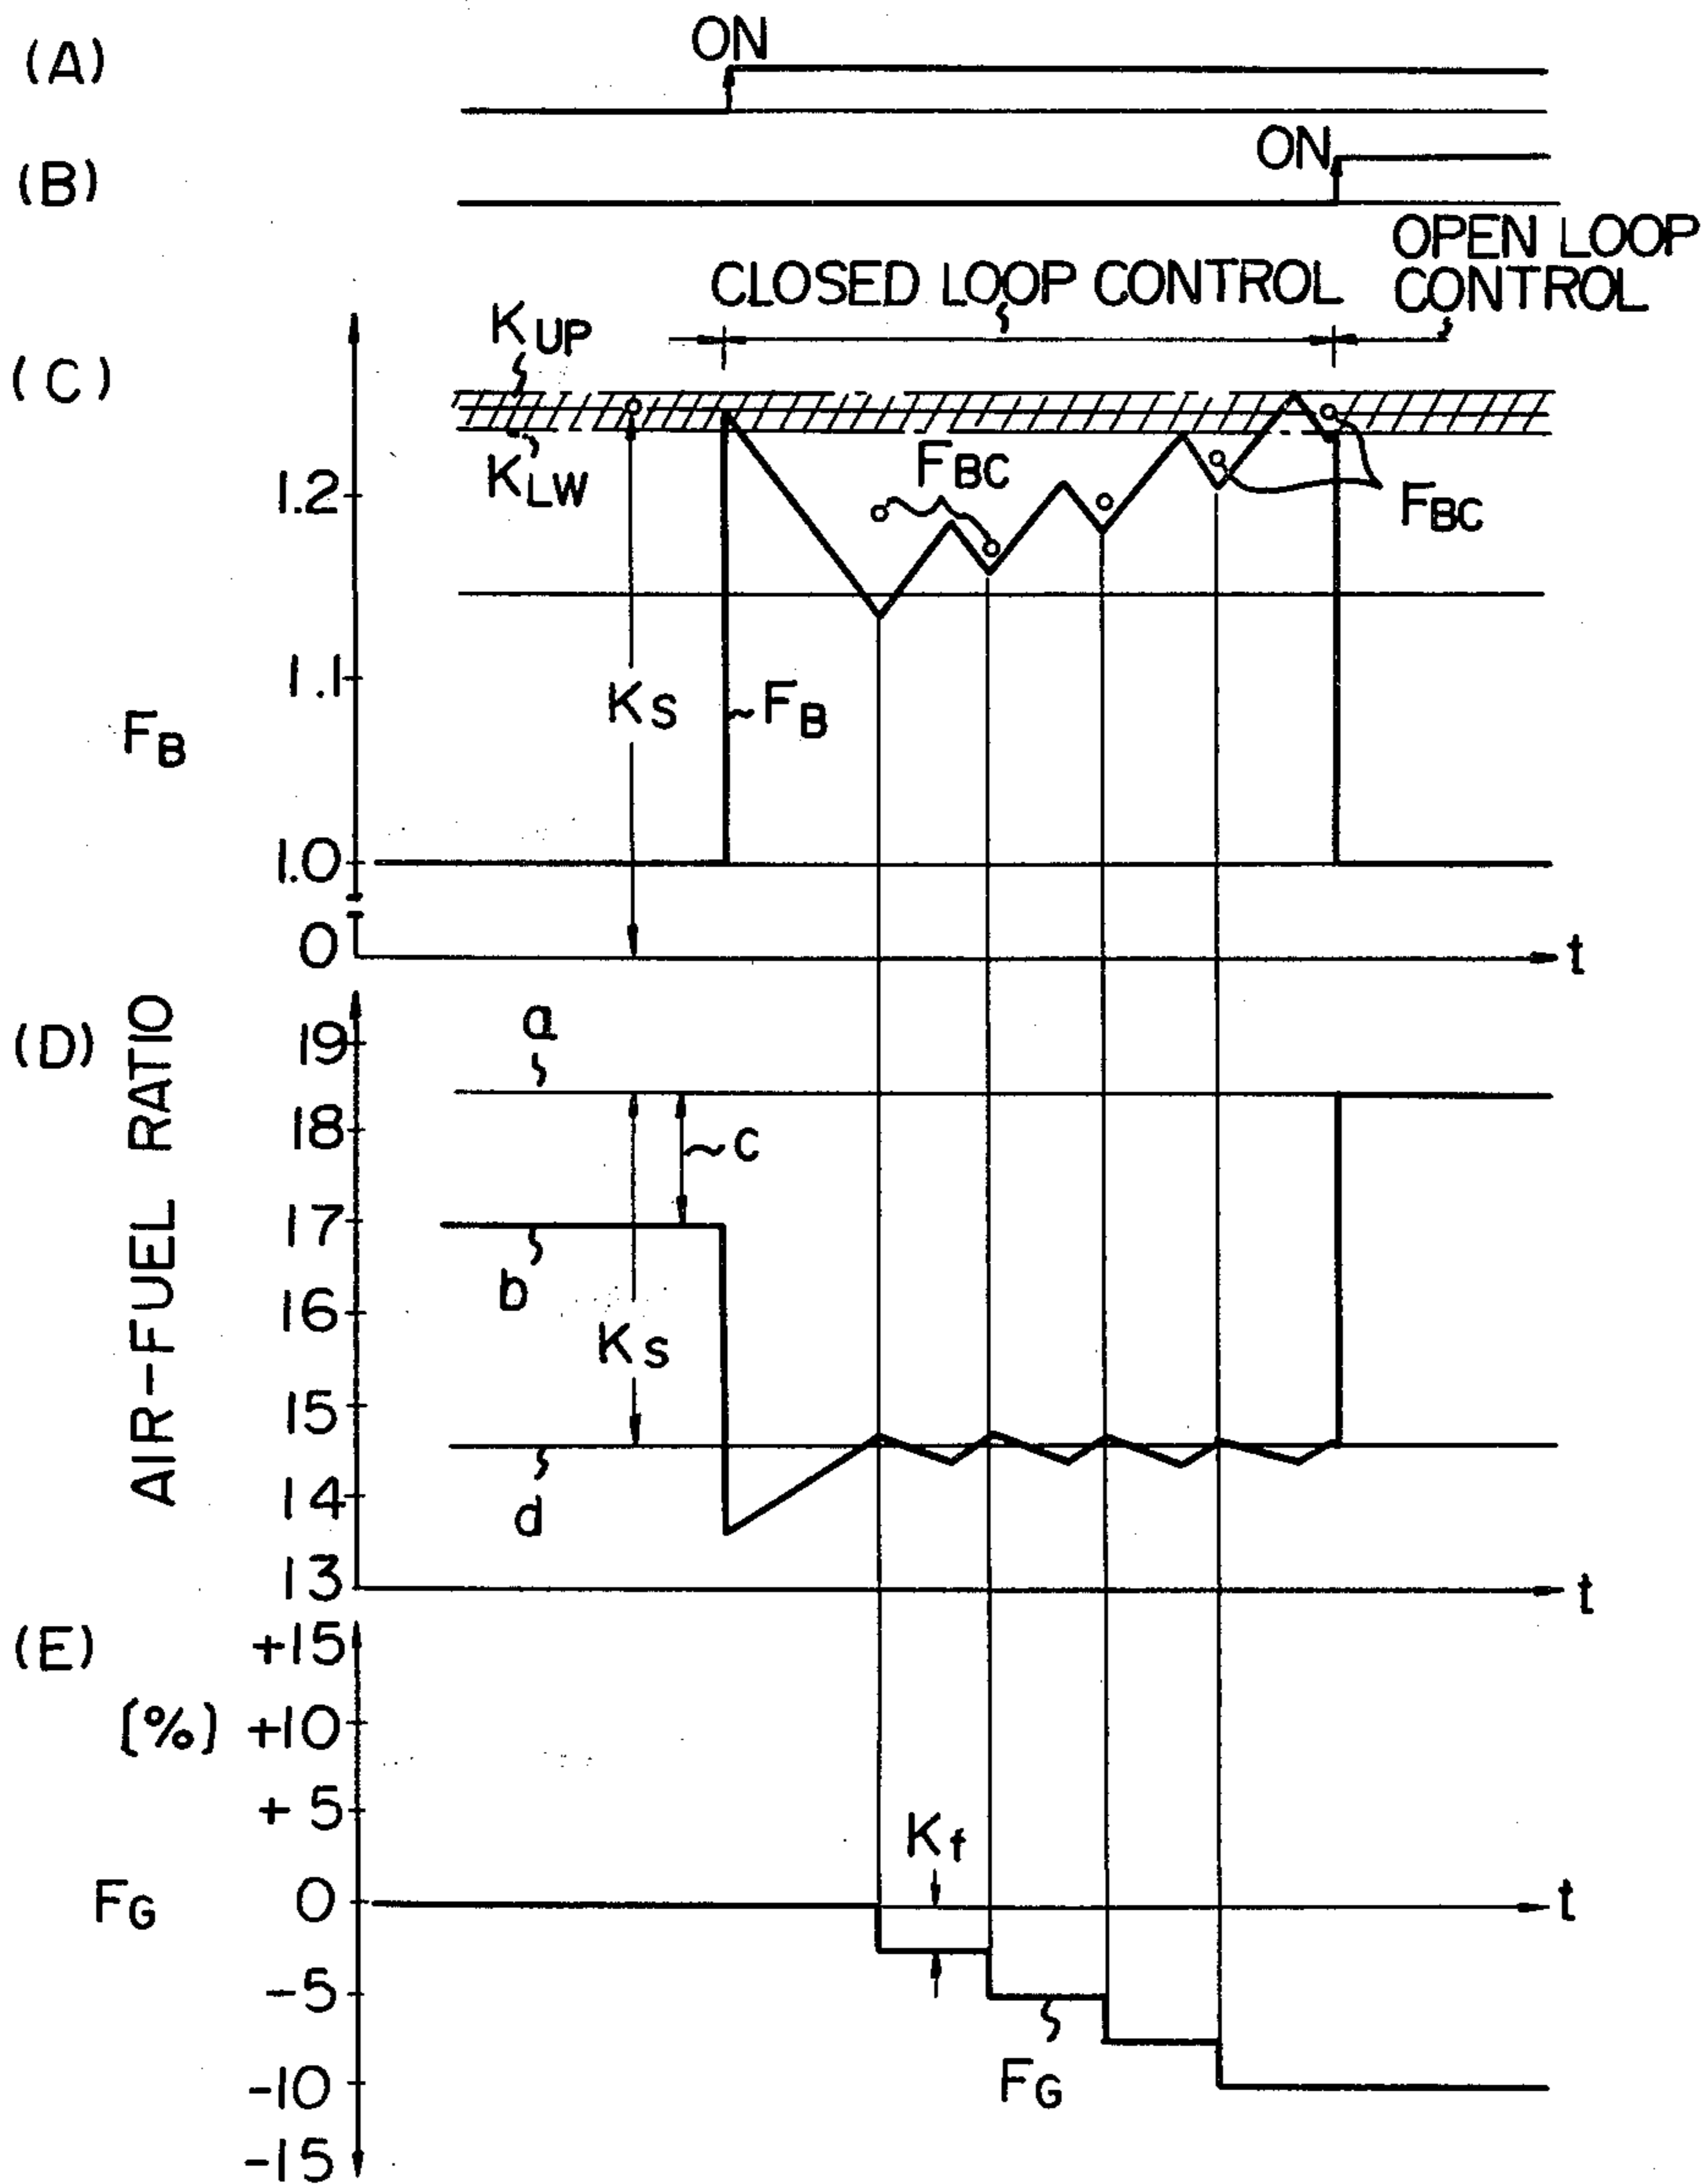 (A)
ON
(B)
ON
CLOSED LOOP CONTROL
OPEN LOOP
CONTROL
(C)
KUP
KLW
1.2
1.1
1.0
0
FB
KS
FB
FBC
FBC
t
(D)
AIR-FUEL RATIO
19
18
17
16
15
14
13
a
b
c
d
KS
t
(E)
(%)
+15
+10
+5
0
-5
-10
-15
FG
Kf
FG
t